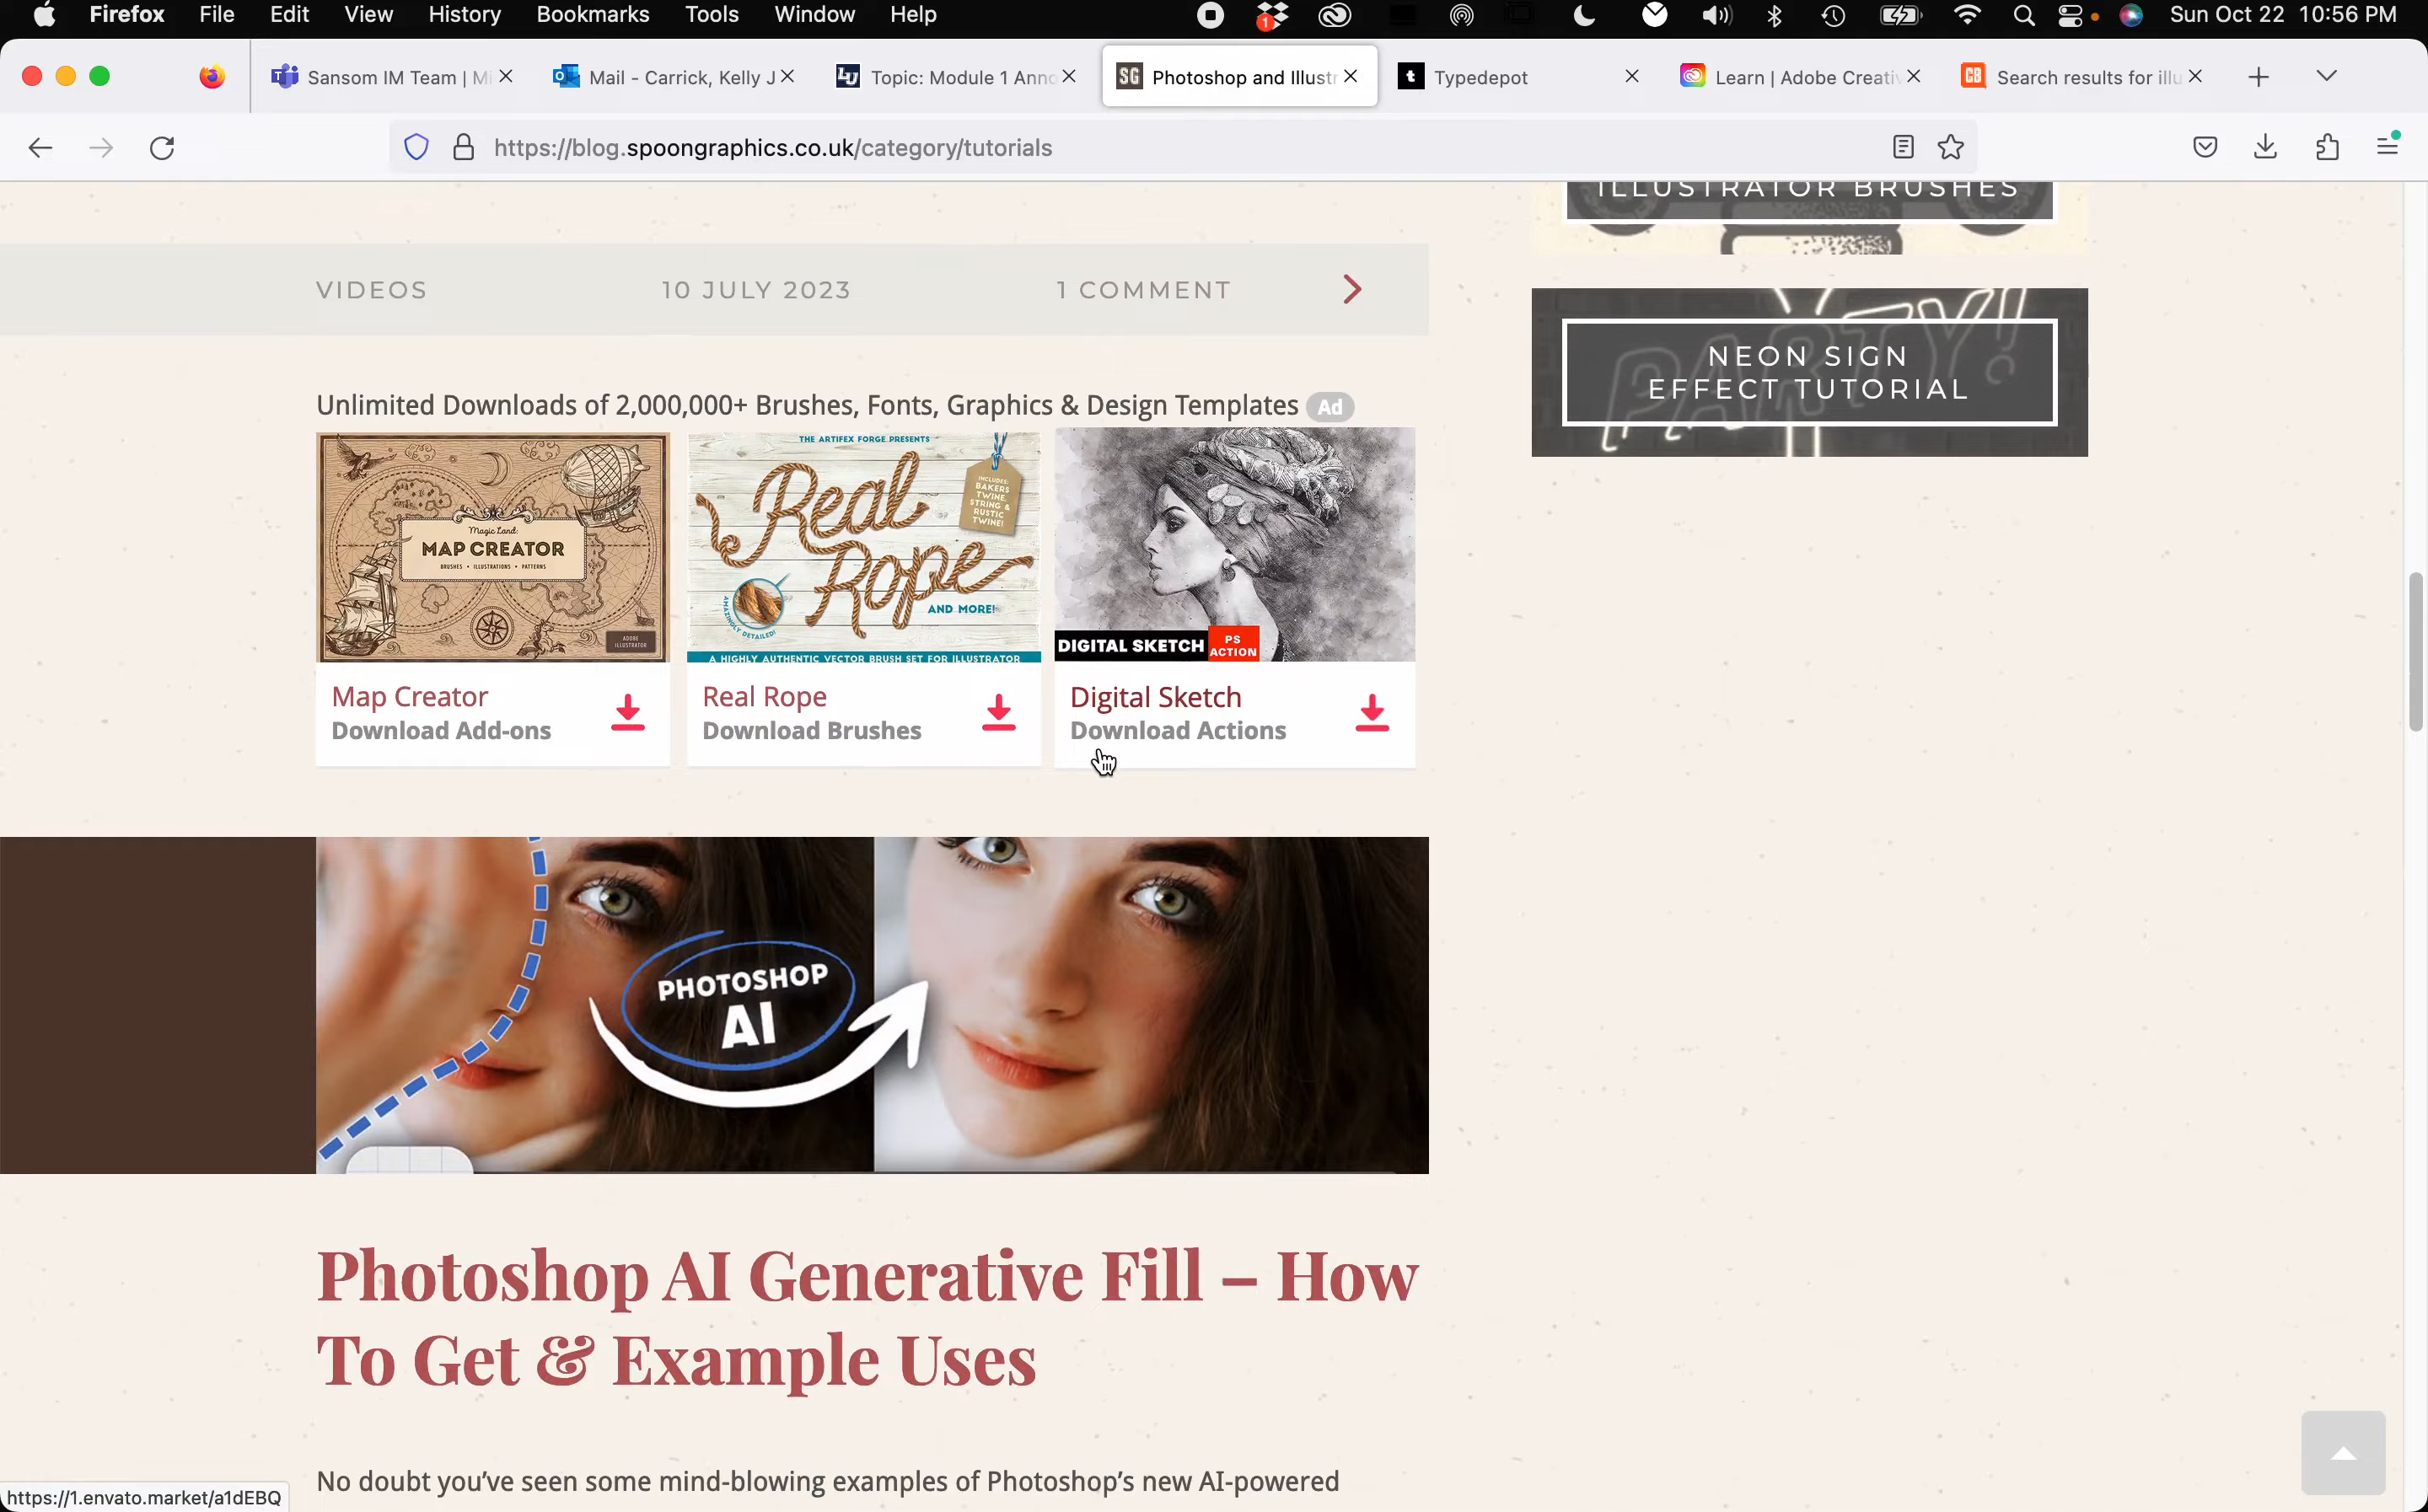 Firefox File Edit View History Bookmarks Tools Window Help
1
Sun Oct 22 10:56 PM
Sansom IM Team | Mi
Mail - Carrick, Kelly J
LU Topic: Module 1 Anno
SG Photoshop and Illustr
t Typedepot
Learn | Adobe Creativ
CB Search results for illu
https://blog.spoongraphics.co.uk/category/tutorials
ILLUSTRATOR BRUSHES
VIDEOS 10 JULY 2023 1 COMMENT
PARTY!
NEON SIGN
EFFECT TUTORIAL
Unlimited Downloads of 2,000,000+ Brushes, Fonts, Graphics & Design Templates Ad
Magic Land:
MAP CREATOR
BRUSHES • ILLUSTRATIONS • PATTERNS
ADOBE
ILLUSTRATOR
THE ARTIFEX FORGE PRESENTS
Real
Rope
INCLUDES:
BAKERS
TWINE,
STRING &
RUSTIC
TWINE!
AMAZINGLY DETAILED!
AND MORE!
A HIGHLY AUTHENTIC VECTOR BRUSH SET FOR ILLUSTRATOR
DIGITAL SKETCH
PS
ACTION
Map Creator
Download Add-ons
Real Rope
Download Brushes
Digital Sketch
Download Actions
PHOTOSHOP
AI
Photoshop AI Generative Fill – How
To Get & Example Uses
No doubt you've seen some mind-blowing examples of Photoshop's new AI-powered
https://1.envato.market/a1dEBQ